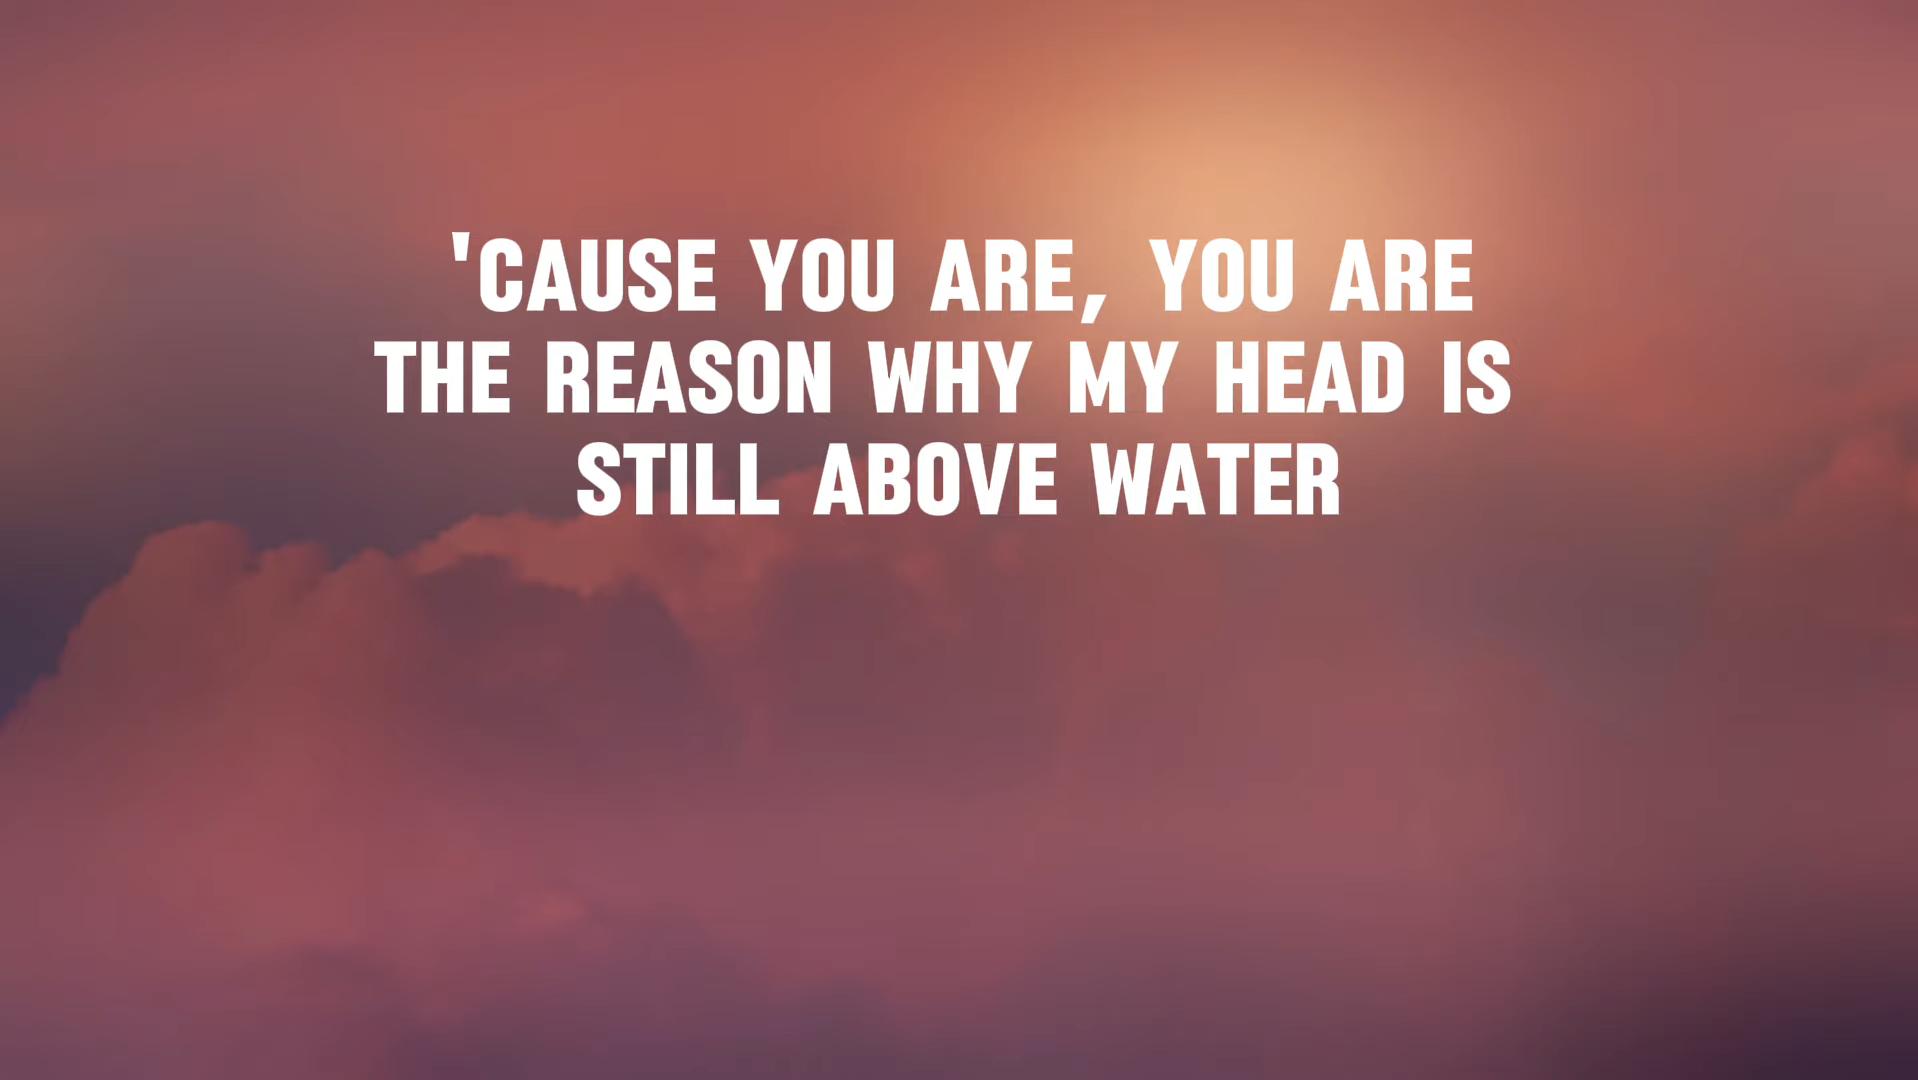 'CAUSE YOU ARE, YOU ARE
THE REASON WHY MY HEAD IS
STILL ABOVE WATER